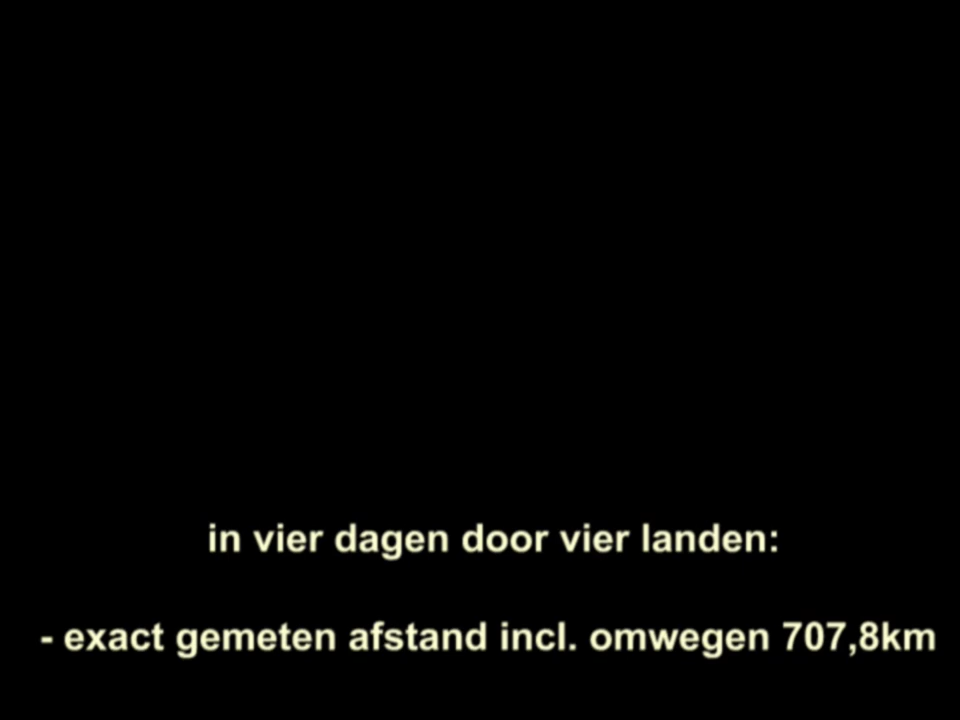 in vier dagen door vier landen:
- exact gemeten afstand incl. omwegen 707,8km